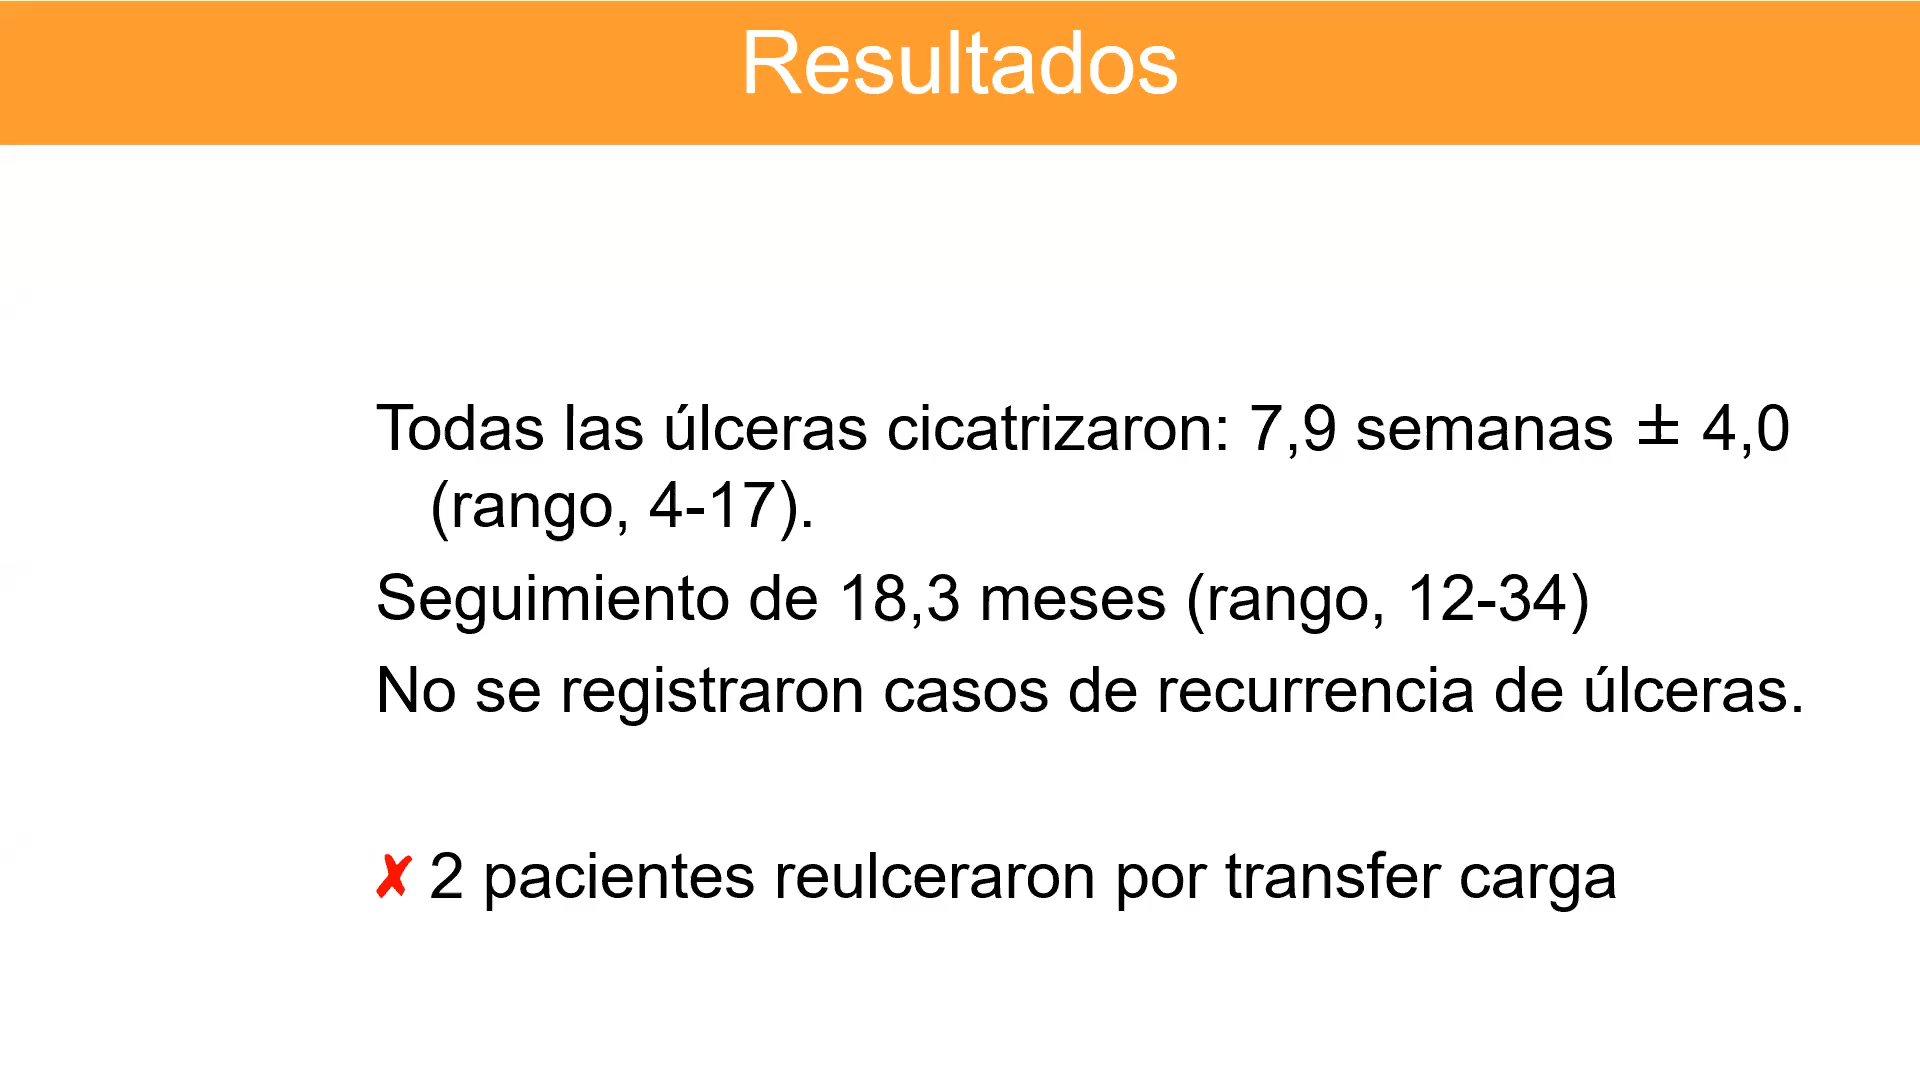 Resultados
Todas las úlceras cicatrizaron: 7,9 semanas ± 4,0
(rango, 4-17).
Seguimiento de 18,3 meses (rango, 12-34)
No se registraron casos de recurrencia de úlceras.
✘ 2 pacientes reulceraron por transfer carga